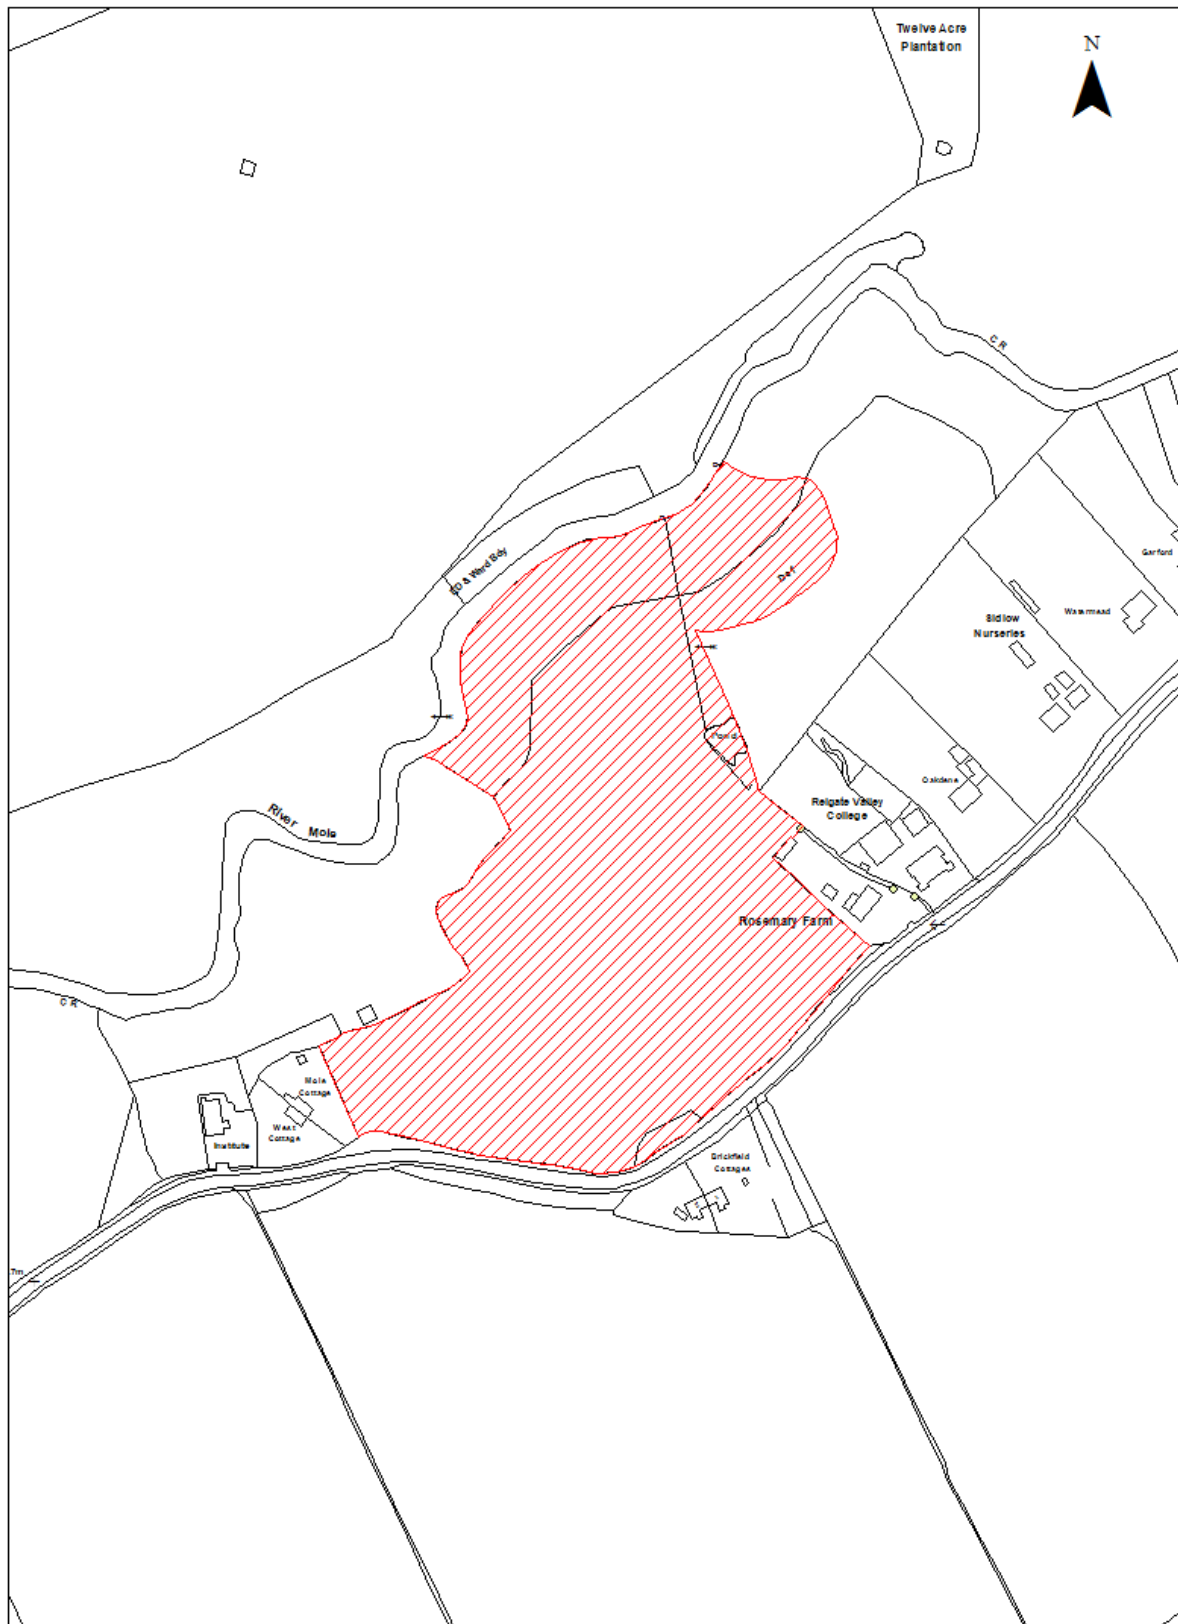 Twelve Acre
Plantation
N
C R
ED & Ward Bdy
Def
Garford
Watermead
Sidlow
Nurseries
Pond
Oakdene
Reigate Valley
College
River Mole
Rosemary Farm
C R
Mole
Cottage
West
Cottage
Institute
Brickfield
Cottages
.7m